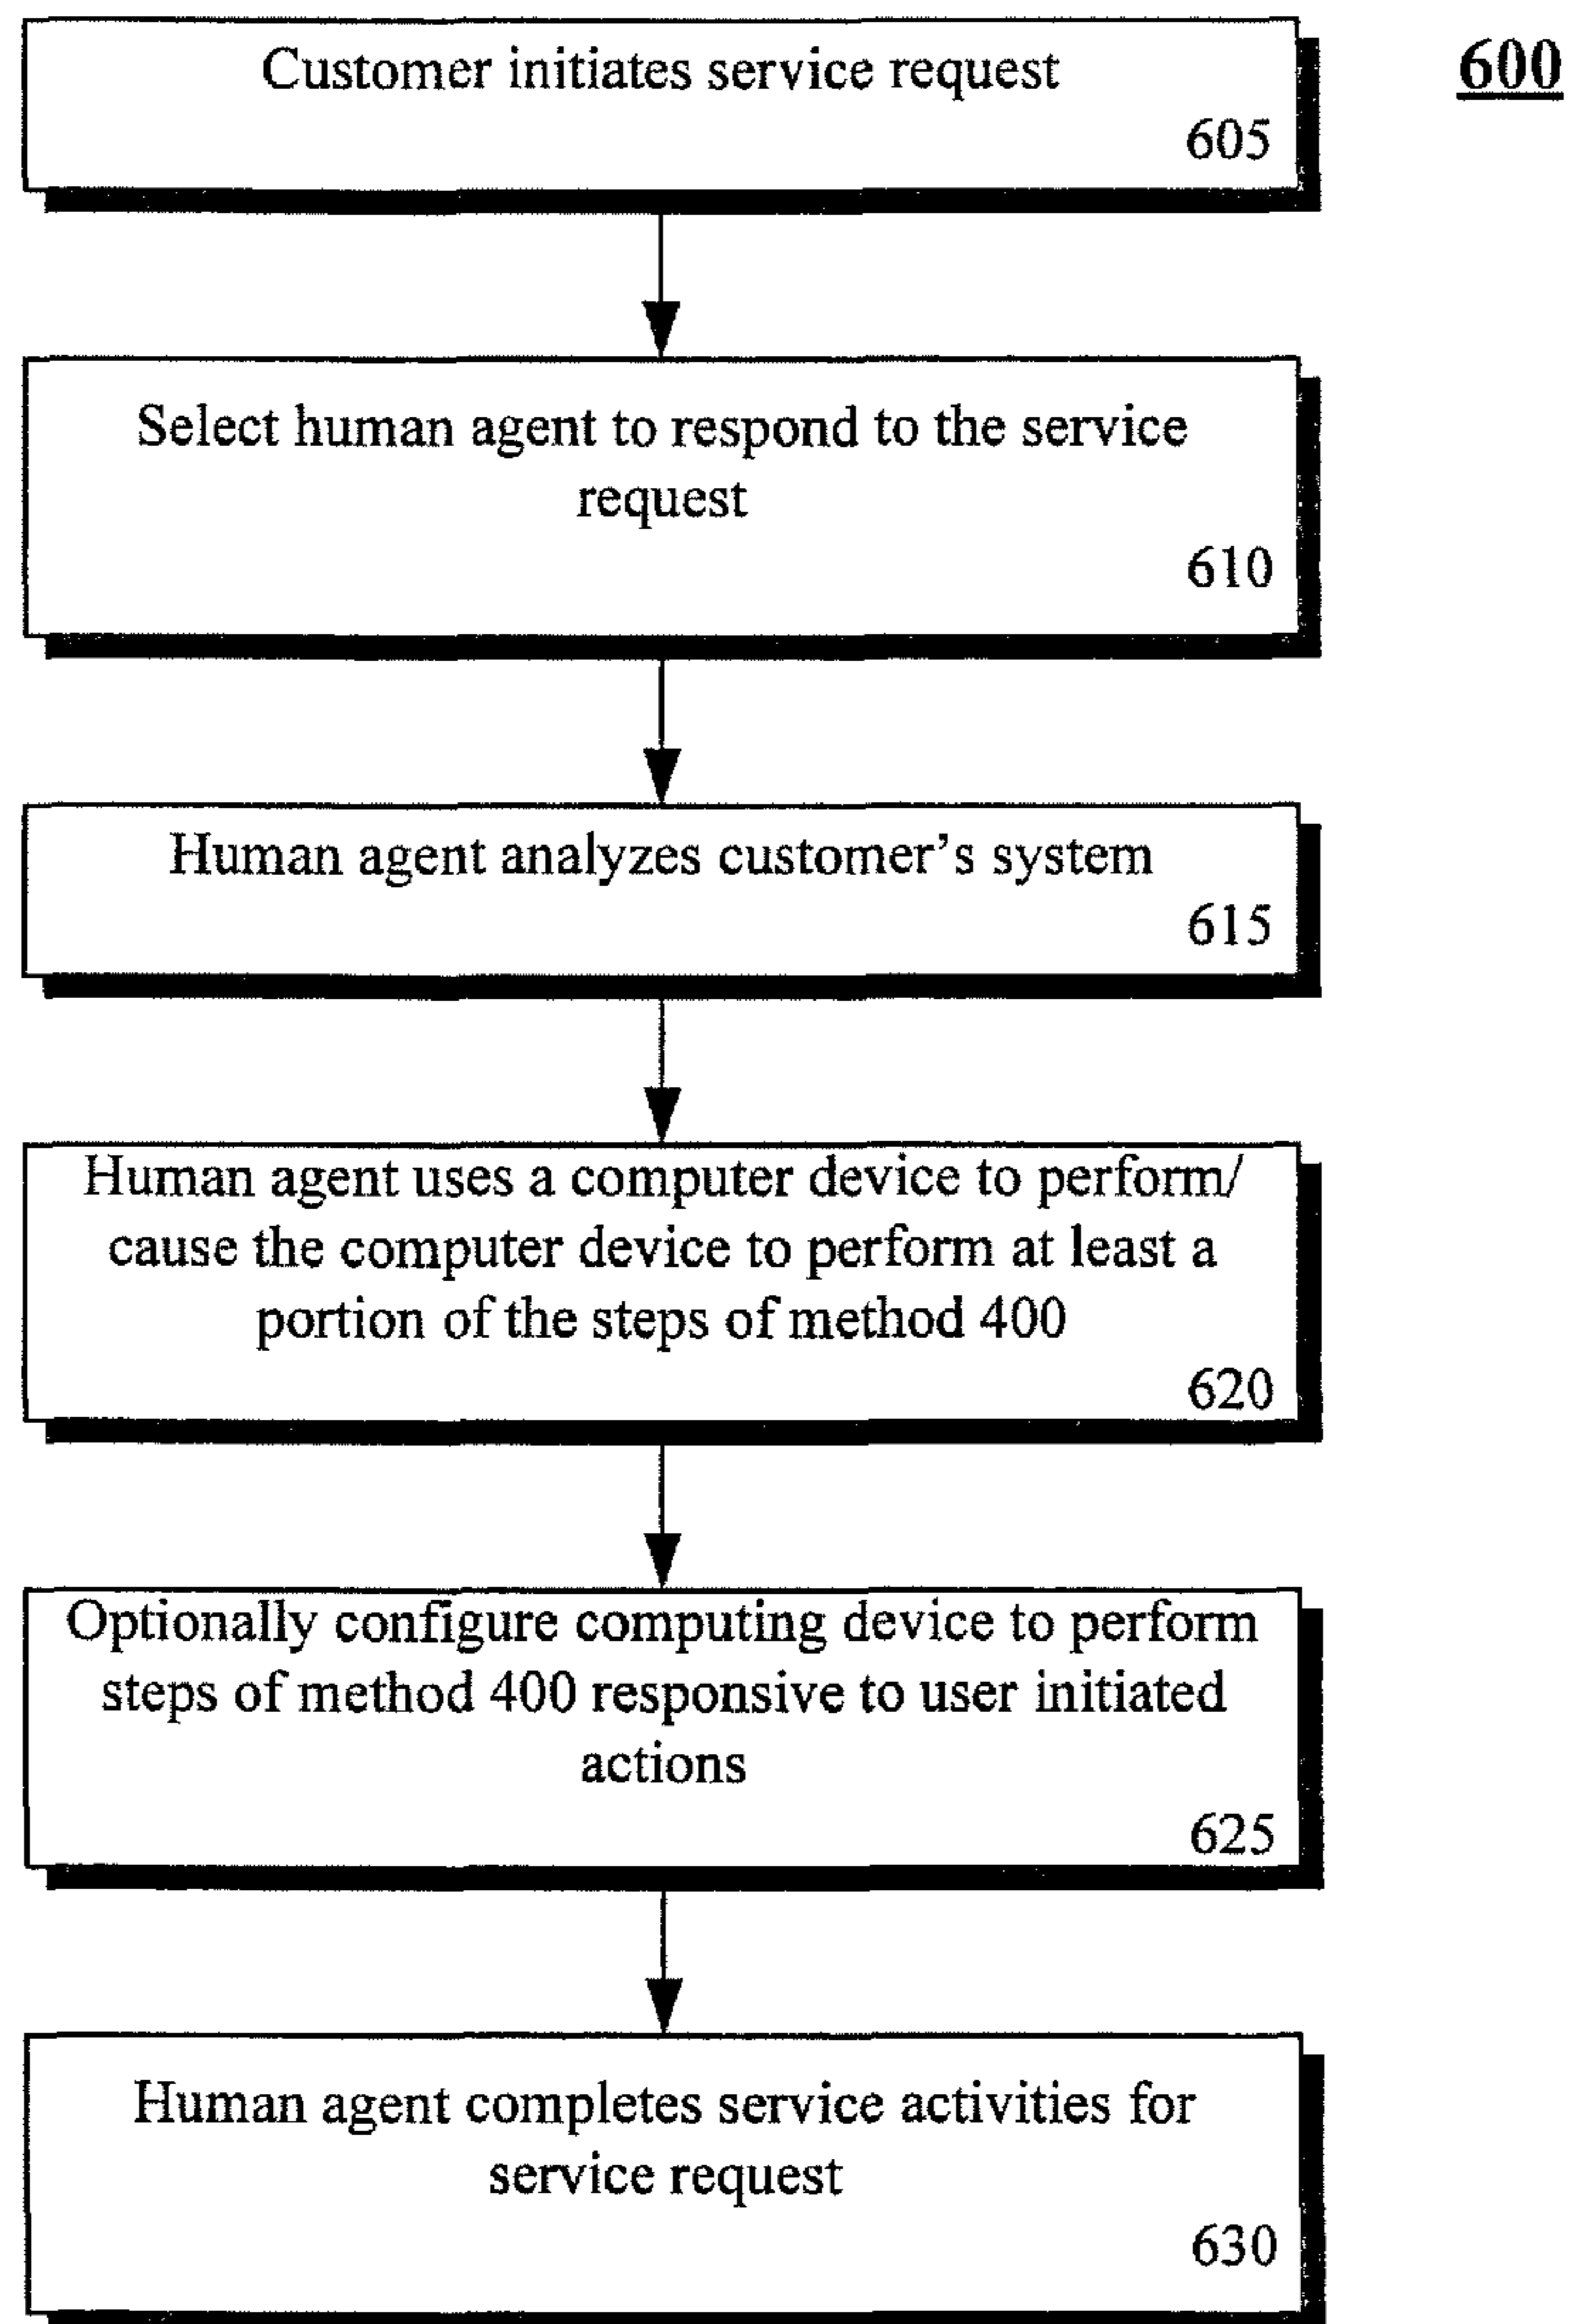 600
Customer initiates service request
605
Select human agent to respond to the service
request
610
Human agent analyzes customer’s system
615
Human agent uses a computer device to perform/
cause the computer device to perform at least a
portion of the steps of method 400
620
Optionally configure computing device to perform
steps of method 400 responsive to user initiated
actions
625
Human agent completes service activities for
service request
630